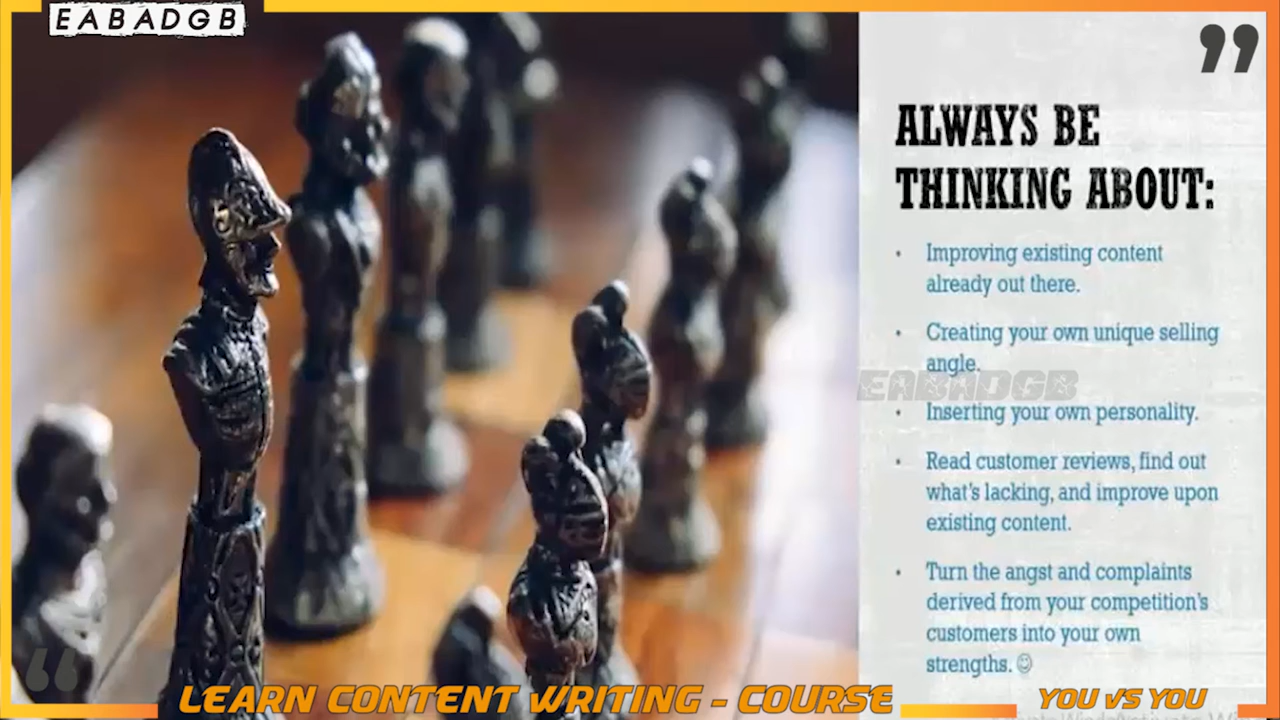 EABADGB
ALWAYS BE
THINKING ABOUT:
• Improving existing content
already out there.
• Creating your own unique selling
angle.
EABADGB
• Inserting your own personality.
• Read customer reviews, find out
what's lacking, and improve upon
existing content.
• Turn the angst and complaints
derived from your competition's
customers into your own
strengths. ☺
LEARN CONTENT WRITING - COURSE
YOU VS YOU